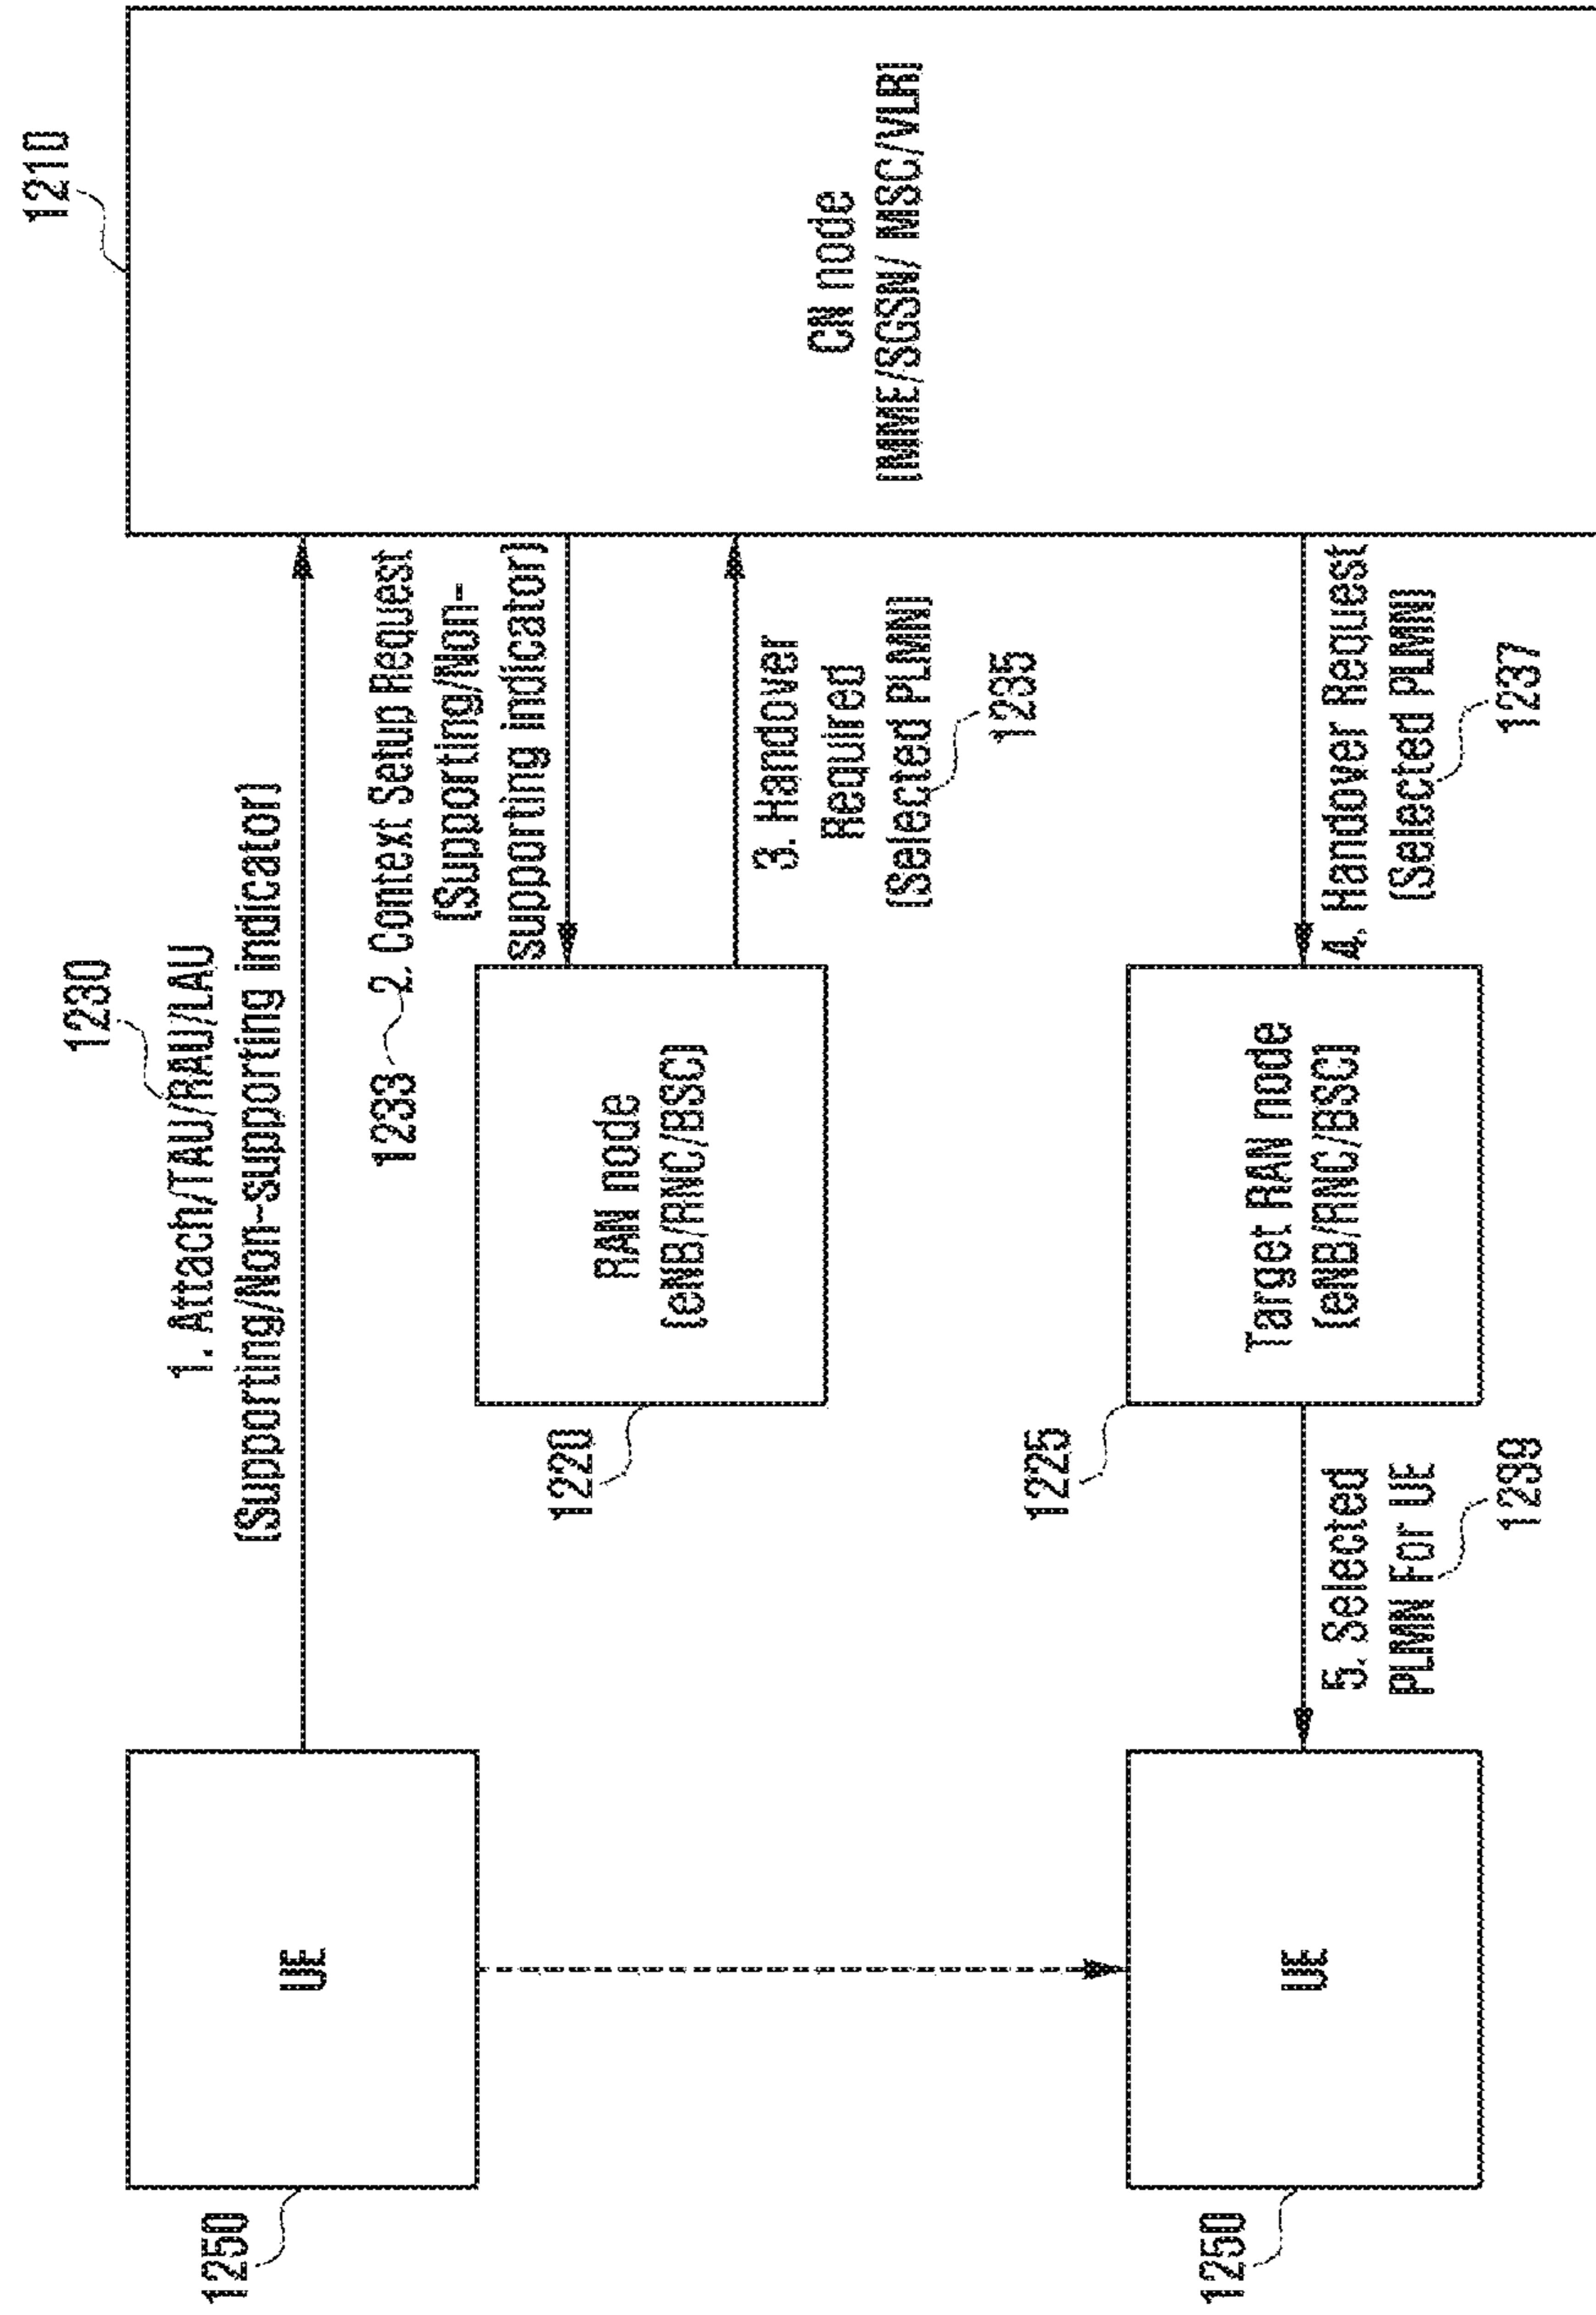 1250
UE
1230
1. Attach/TAU/RAU/LAU
(Supporting/Non-supporting indicator)
1210
CN node
(MME/SGSN/ MSC/VLR)
1233
2. Context Setup Request
(Supporting/Non-
supporting indicator)
1220
RAN node
(eNB/RNC/BSC)
3. Handover
Required
(Selected PLMN)
1235
1250
UE
5. Selected
PLMN For UE
1239
1225
Target RAN node
(eNB/RNC/BSC)
4. Handover Request
(Selected PLMN)
1237